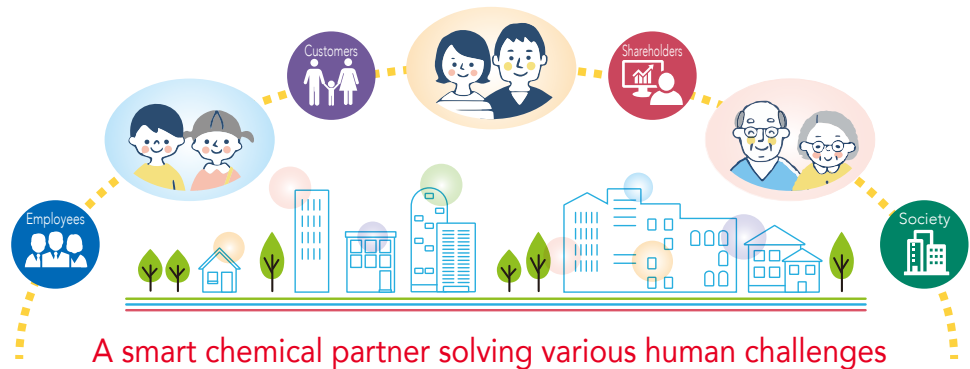 Employees
Customers
Shareholders
Society
A smart chemical partner solving various human challenges